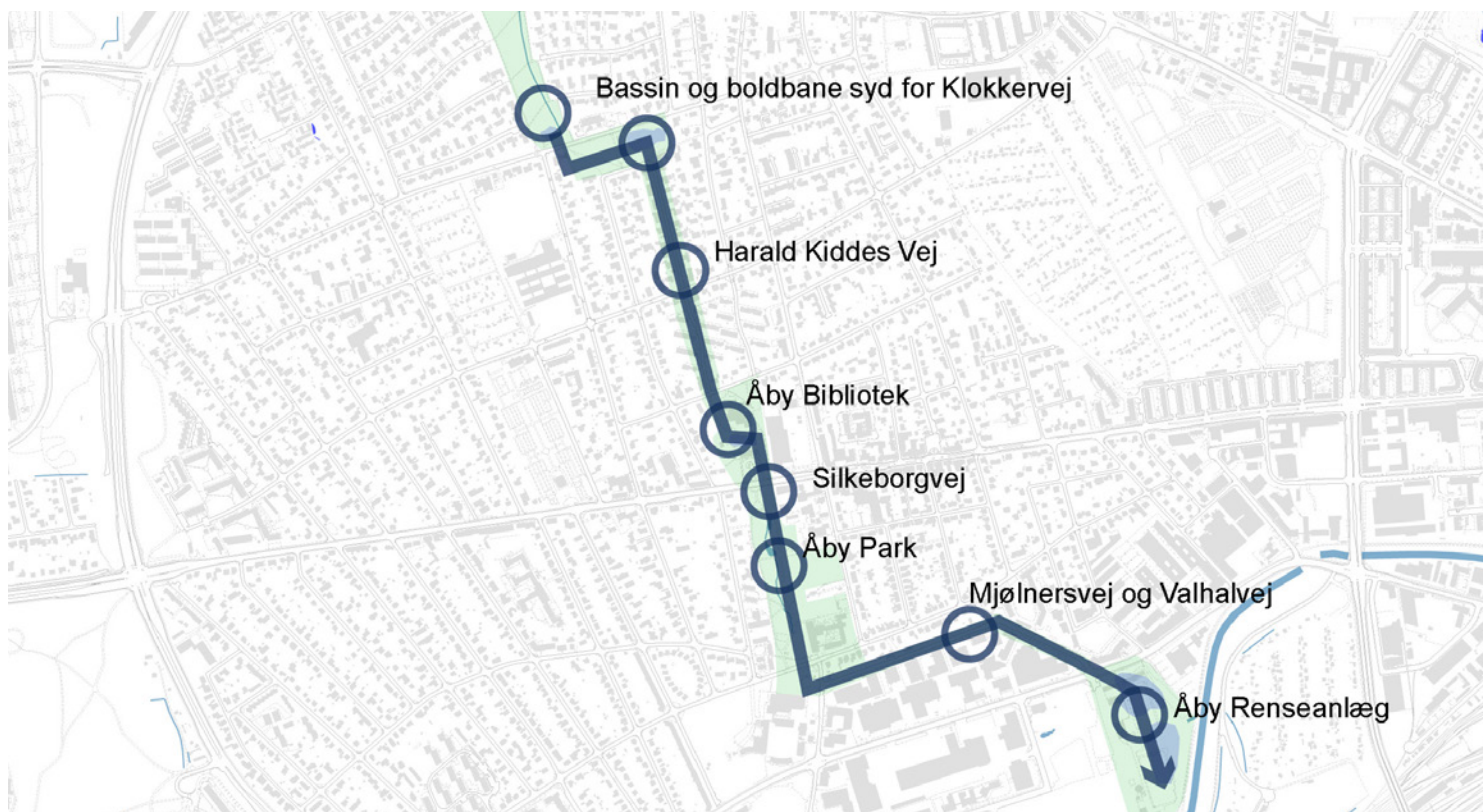 Bassin og boldbane syd for Klokkervej
Harald Kiddes Vej
Åby Bibliotek
Silkeborgvej
Åby Park
Mjølnersvej og Valhalvej
Åby Renseanlæg